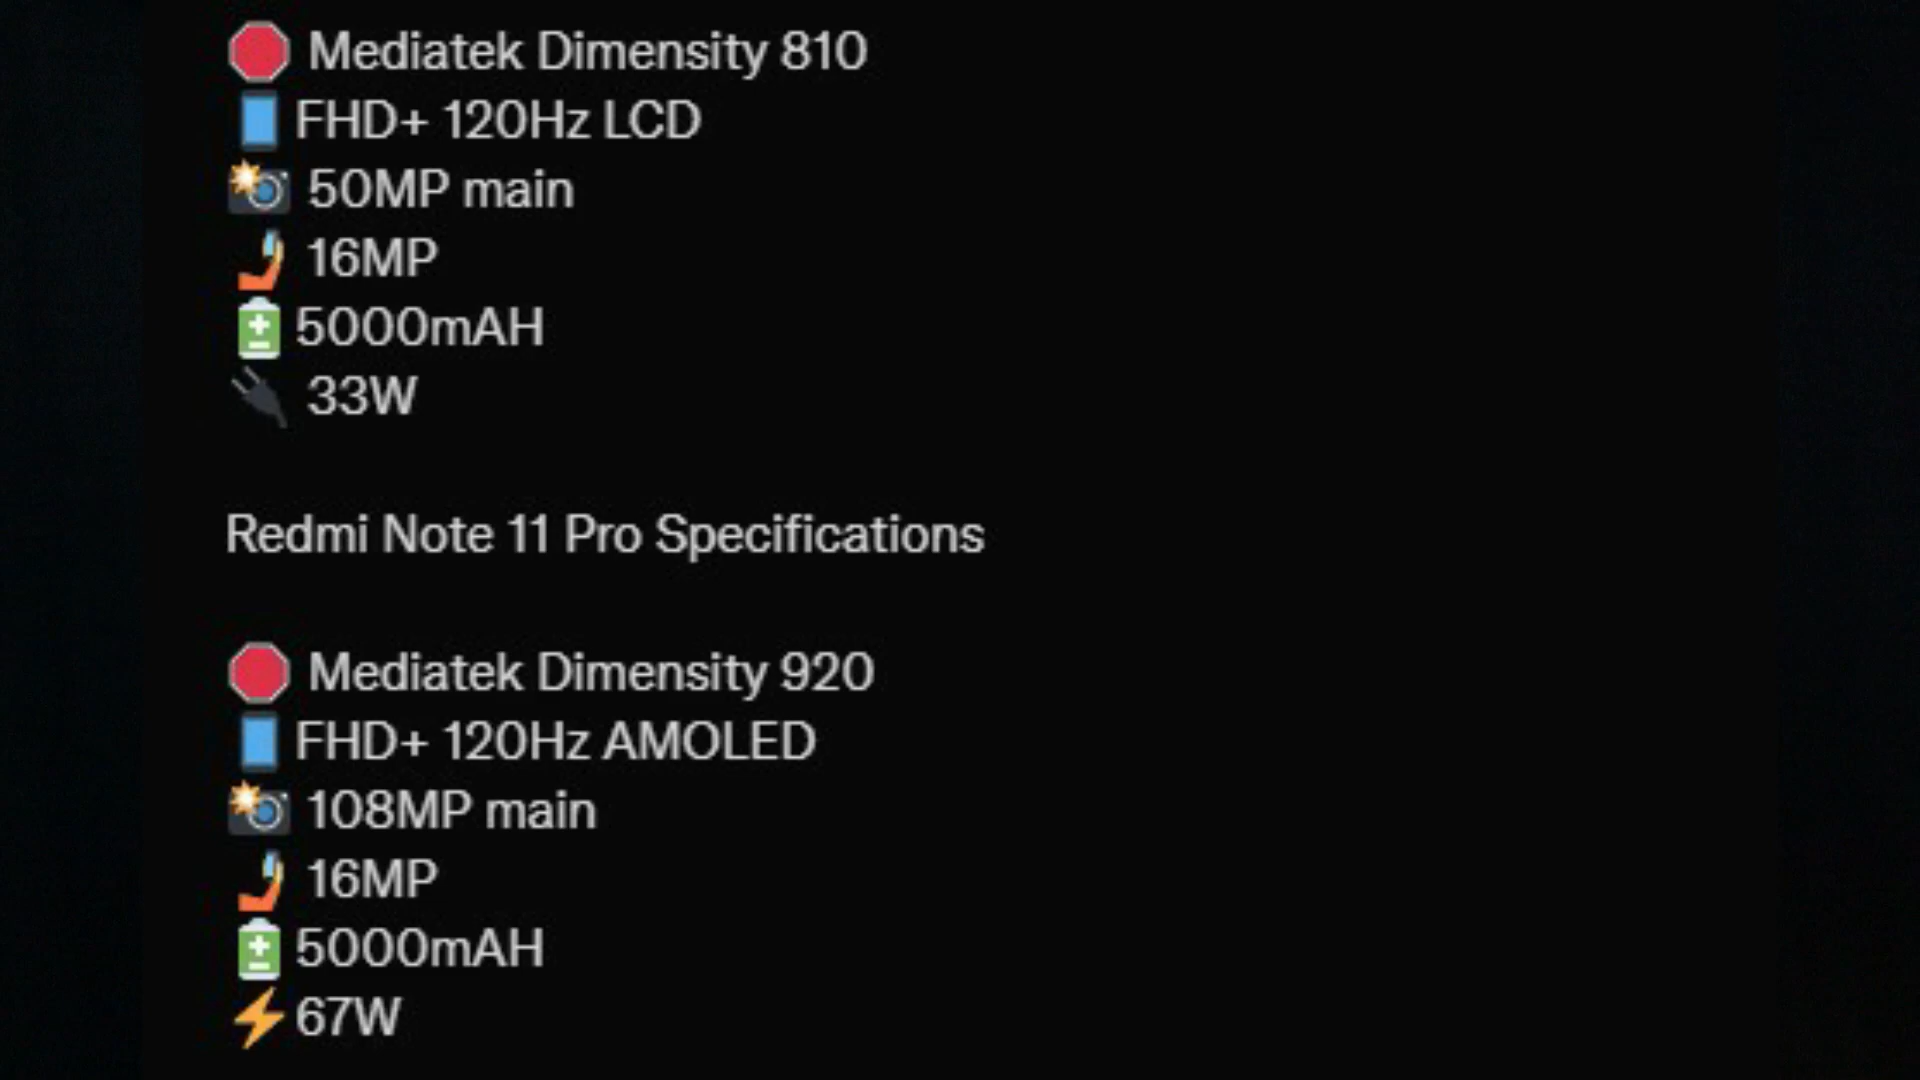 Mediatek Dimensity 810
FHD+ 120Hz LCD
50MP main
16MP
5000mAH
33W
Redmi Note 11 Pro Specifications
Mediatek Dimensity 920
FHD+ 120Hz AMOLED
108MP main
16MP
5000mAH
67W